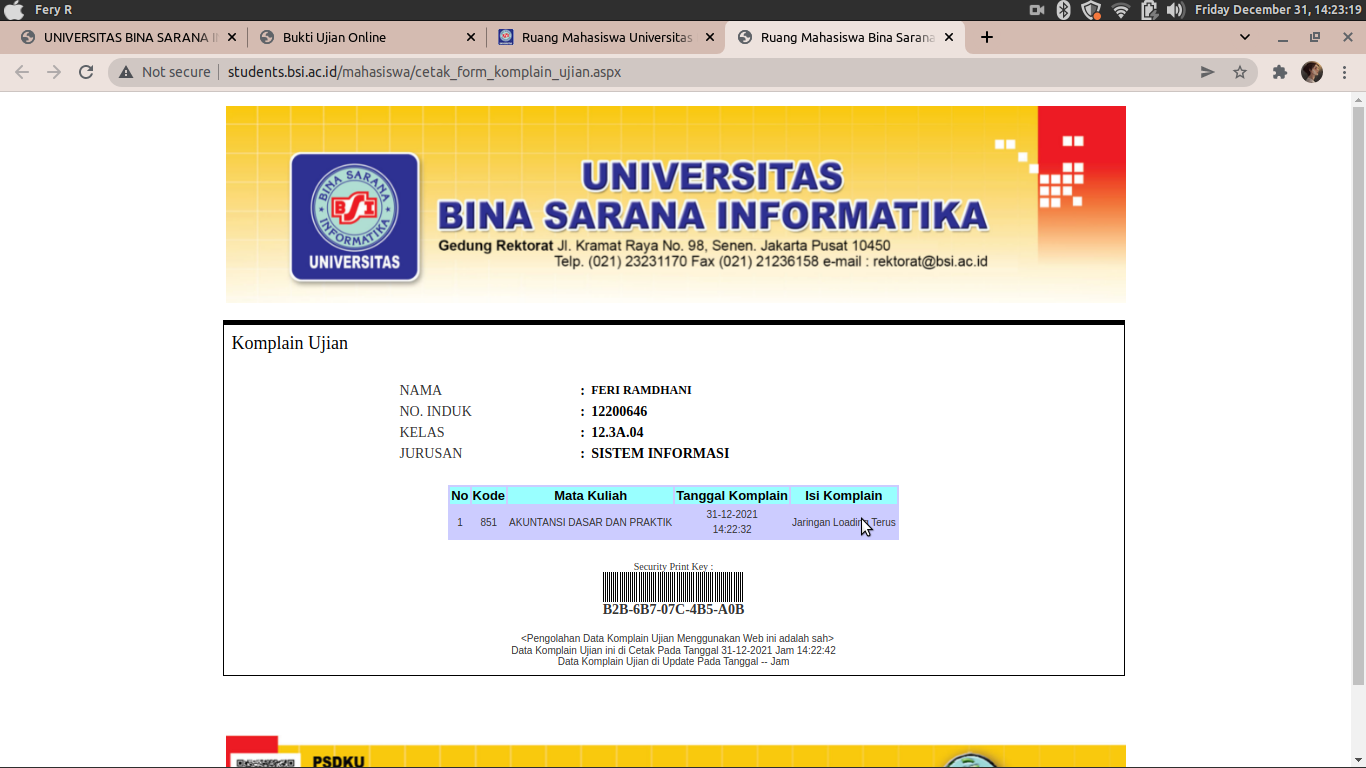 Fery R
Friday December 31, 14:23:19
UNIVERSITAS BINA SARANA I
Bukti Ujian Online
Ruang Mahasiswa Universitas
Ruang Mahasiswa Bina Sarana
Not secure
students.bsi.ac.id/mahasiswa/cetak_form_komplain_ujian.aspx
BINA SARANA
BSI
INFORMATIKA
UNIVERSITAS
UNIVERSITAS
BINA SARANA INFORMATIKA
Gedung Rektorat Jl. Kramat Raya No. 98, Senen. Jakarta Pusat 10450
Telp. (021) 23231170 Fax (021) 21236158 e-mail : rektorat@bsi.ac.id
Komplain Ujian
NAMA : FERI RAMDHANI
NO. INDUK : 12200646
KELAS : 12.3A.04
JURUSAN : SISTEM INFORMASI
No Kode Mata Kuliah Tanggal Komplain Isi Komplain
1 851 AKUNTANSI DASAR DAN PRAKTIK 31-12-2021 14:22:32 Jaringan Loading Terus
Security Print Key :
B2B-6B7-07C-4B5-A0B
<Pengolahan Data Komplain Ujian Menggunakan Web ini adalah sah>
Data Komplain Ujian ini di Cetak Pada Tanggal 31-12-2021 Jam 14:22:42
Data Komplain Ujian di Update Pada Tanggal -- Jam
PSDKU